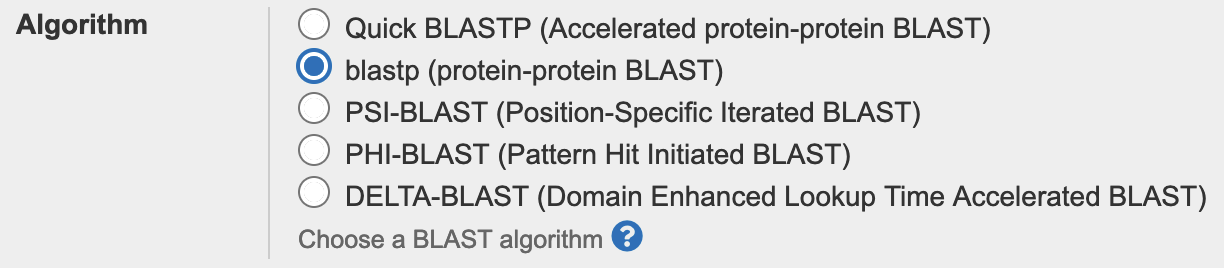 Algorithm
Quick BLASTP (Accelerated protein-protein BLAST)
blastp (protein-protein BLAST)
PSI-BLAST (Position-Specific Iterated BLAST)
PHI-BLAST (Pattern Hit Initiated BLAST)
DELTA-BLAST (Domain Enhanced Lookup Time Accelerated BLAST)
Choose a BLAST algorithm ?